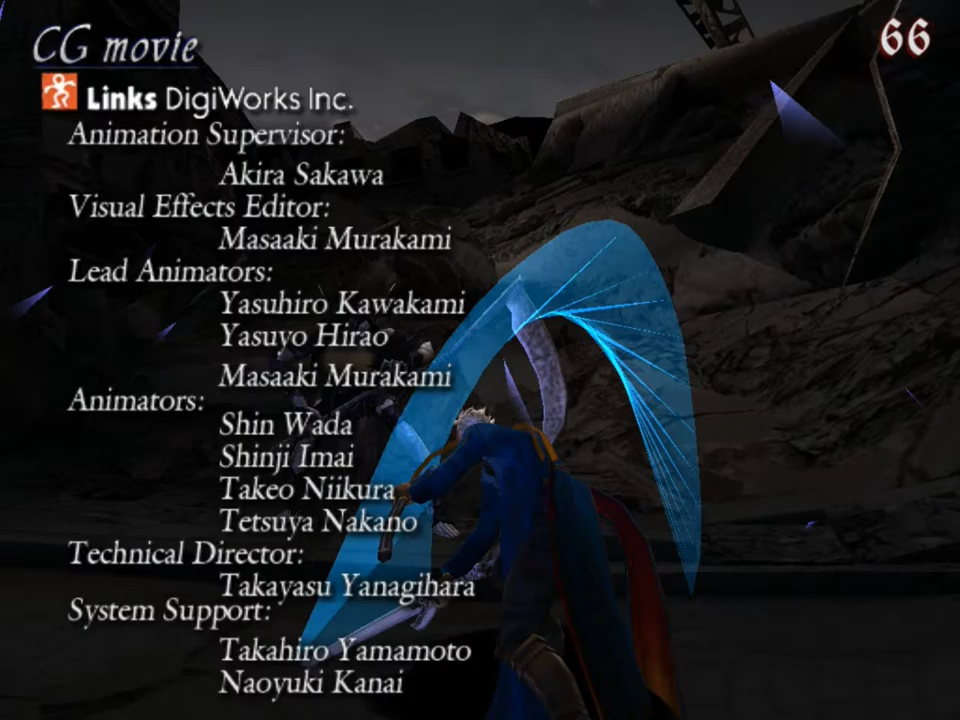 CG movie
66
Links DigiWorks Inc.
Animation Supervisor:
Akira Sakawa
Visual Effects Editor:
Masaaki Murakami
Lead Animators:
Yasuhiro Kawakami
Yasuyo Hirao
Masaaki Murakami
Animators:
Shin Wada
Shinji Imai
Takeo Niikura
Tetsuya Nakano
Technical Director:
Takayasu Yanagihara
System Support:
Takahiro Yamamoto
Naoyuki Kanai